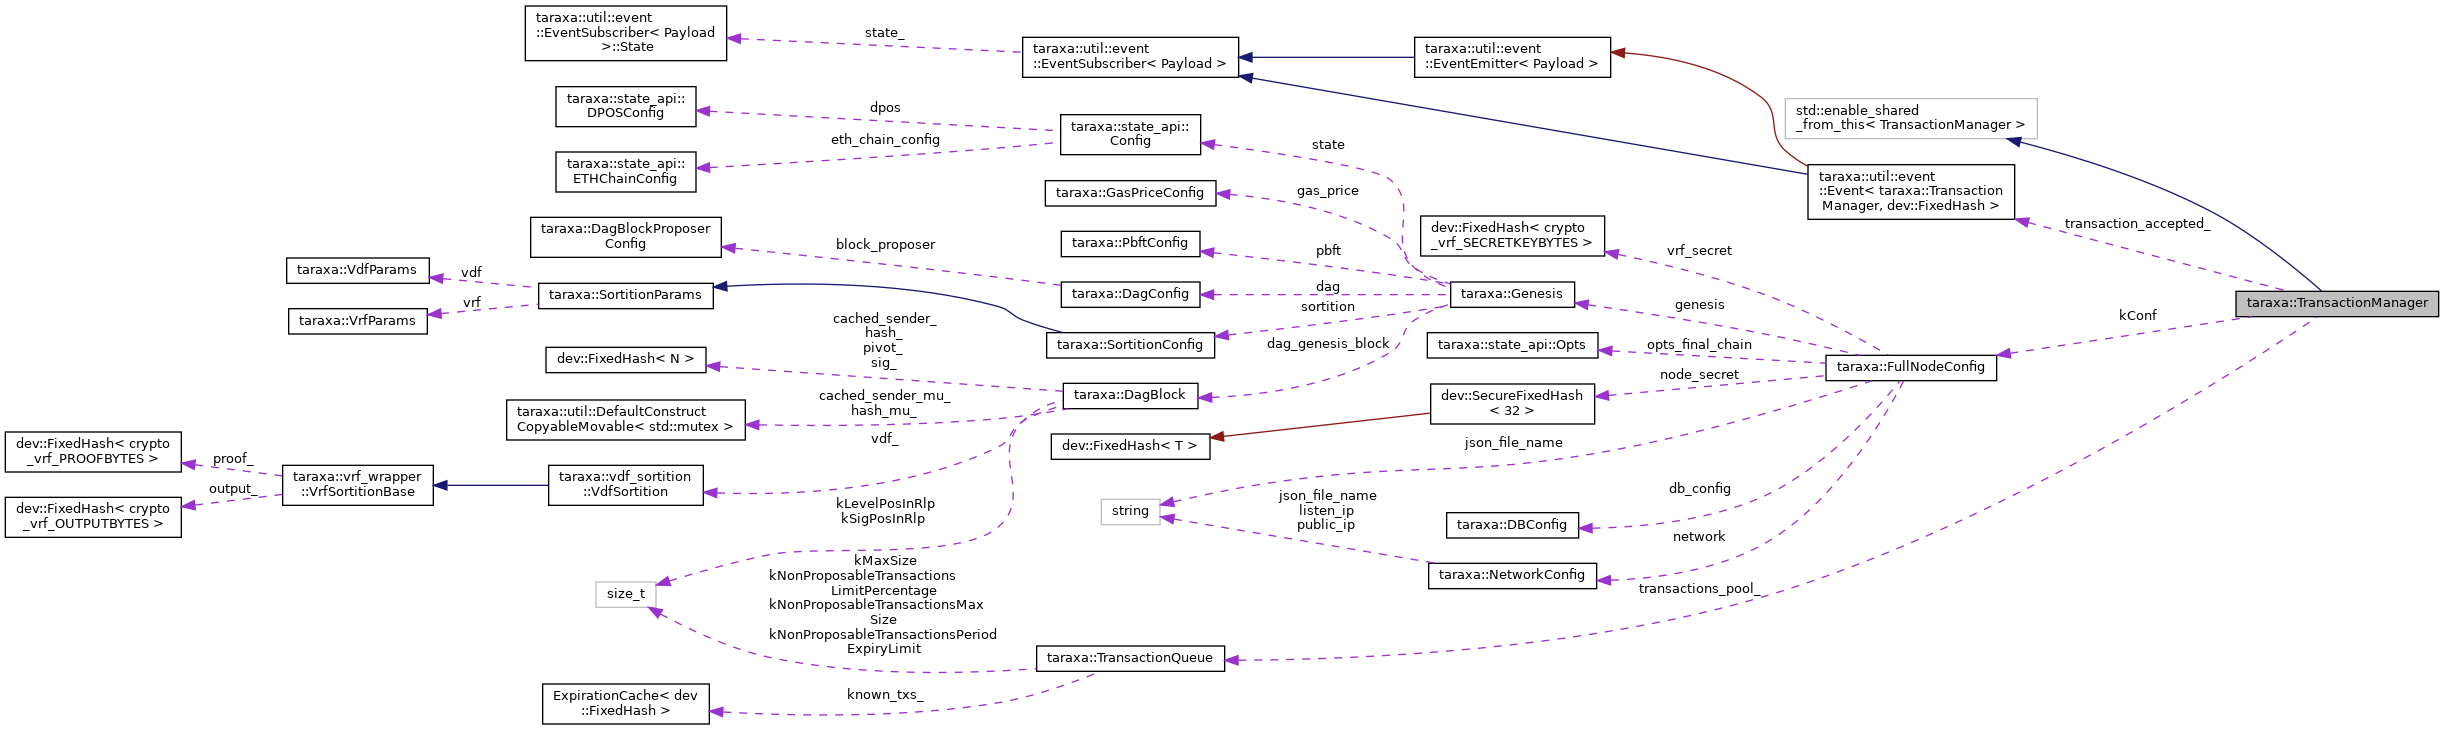 taraxa::util::event
::EventSubscriber< Payload
>::State
state_
taraxa::util::event
::EventSubscriber< Payload >
taraxa::util::event
::EventEmitter< Payload >
taraxa::state_api::
DPOSConfig
dpos
taraxa::state_api::
ETHChainConfig
eth_chain_config
taraxa::state_api::
Config
state
std::enable_shared
_from_this< TransactionManager >
taraxa::util::event
::Event< taraxa::Transaction
Manager, dev::FixedHash >
transaction_accepted_
taraxa::GasPriceConfig
gas_price
taraxa::DagBlockProposer
Config
block_proposer
taraxa::PbftConfig
pbft
dev::FixedHash< crypto
_vrf_SECRETKEYBYTES >
vrf_secret
taraxa::VdfParams
vdf
taraxa::VrfParams
vrf
taraxa::SortitionParams
taraxa::DagConfig
dag
taraxa::Genesis
genesis
taraxa::TransactionManager
kConf
sortition
taraxa::SortitionConfig
dag_genesis_block
taraxa::state_api::Opts
opts_final_chain
taraxa::FullNodeConfig
dev::FixedHash< N >
cached_sender_
hash_
pivot_
sig_
taraxa::DagBlock
node_secret
dev::SecureFixedHash
< 32 >
taraxa::util::DefaultConstruct
CopyableMovable< std::mutex >
cached_sender_mu_
hash_mu_
vdf_
dev::FixedHash< T >
json_file_name
dev::FixedHash< crypto
_vrf_PROOFBYTES >
proof_
dev::FixedHash< crypto
_vrf_OUTPUTBYTES >
output_
taraxa::vrf_wrapper
::VrfSortitionBase
taraxa::vdf_sortition
::VdfSortition
kLevelPosInRlp
kSigPosInRlp
string
json_file_name
listen_ip
public_ip
taraxa::DBConfig
db_config
taraxa::NetworkConfig
network
size_t
kMaxSize
kNonProposableTransactions
LimitPercentage
kNonProposableTransactionsMax
Size
kNonProposableTransactionsPeriod
ExpiryLimit
transactions_pool_
taraxa::TransactionQueue
ExpirationCache< dev
::FixedHash >
known_txs_